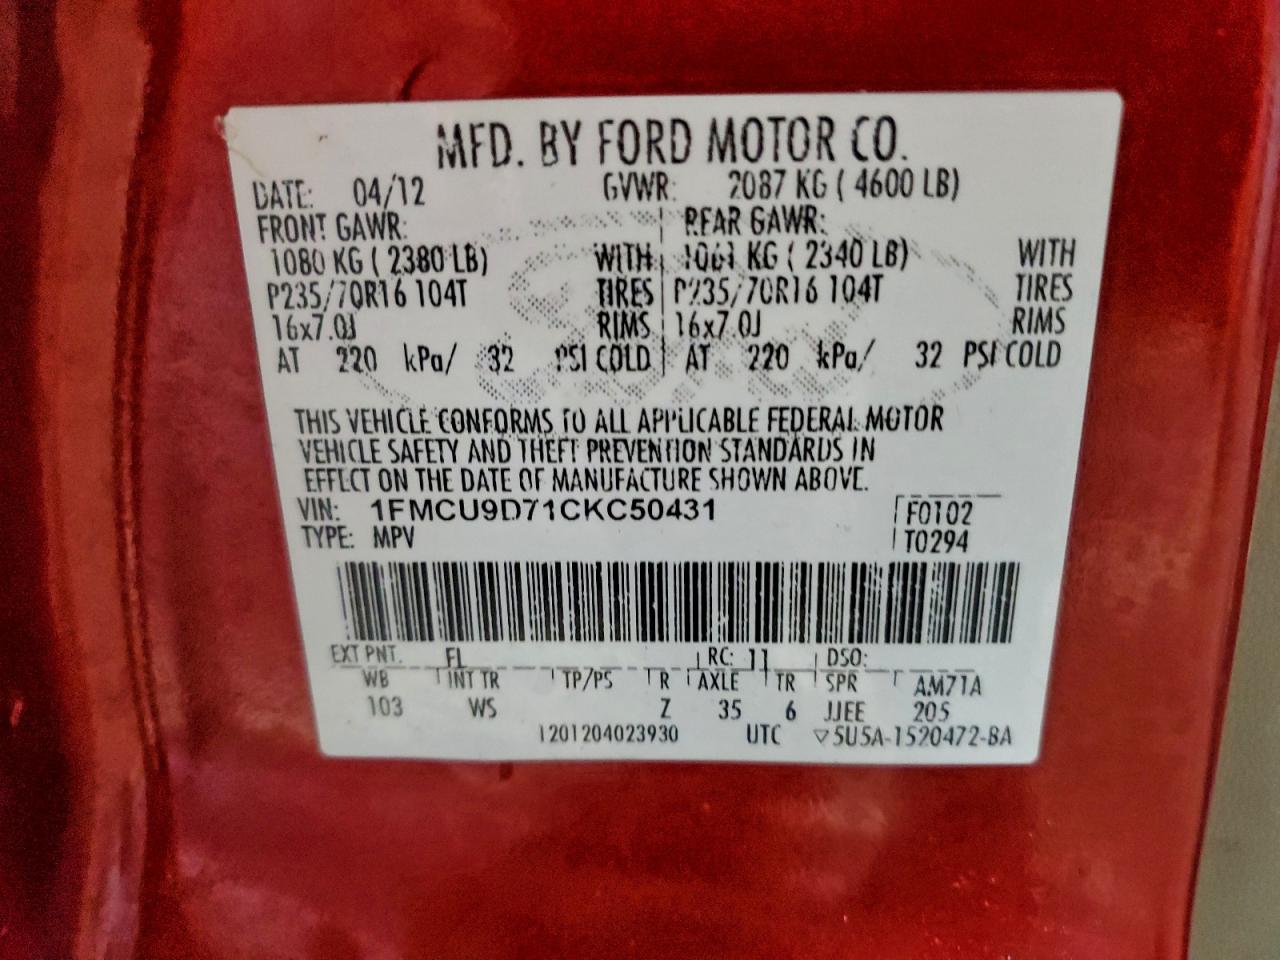 MFD. BY FORD MOTOR CO.
DATE: 04/12 GVWR: 2087 KG ( 4600 LB)
FRONT GAWR: REAR GAWR:
1080 KG ( 2380 LB) WITH 1061 KG ( 2340 LB) WITH
P235/70R16 104T TIRES P235/70R16 104T TIRES
16x7.0J RIMS 16x7.0J RIMS
AT 220 kPa/ 32 PSI COLD AT 220 kPa/ 32 PSI COLD
THIS VEHICLE CONFORMS TO ALL APPLICABLE FEDERAL MOTOR
VEHICLE SAFETY AND THEFT PREVENTION STANDARDS IN
EFFECT ON THE DATE OF MANUFACTURE SHOWN ABOVE.
VIN: 1FMCU9D71CKC50431 F0102
TYPE: MPV T0294
EXT PNT. FL RC: 11 DSO:
WB INT TR TP/PS R AXLE TR SPR AM71A
103 WS Z 35 6 JJEE 205
1201204023930 UTC ▽5U5A-1520472-BA